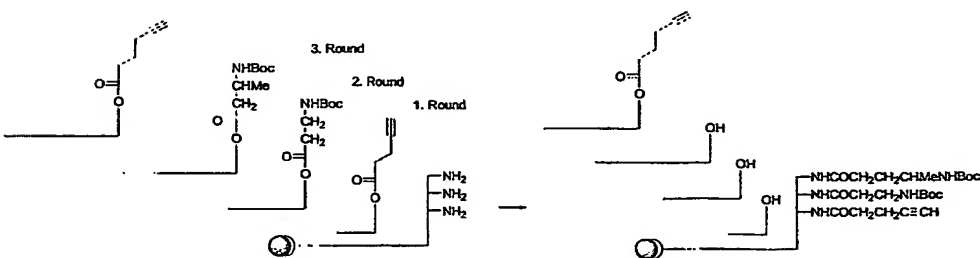 3. Round
2. Round
1. Round
O=
O
NHBoc
CHMe
CH₂
O
O
NHBoc
CH₂
CH₂
O=
O
O=
O
NH₂
NH₂
NH₂
O=
O
OH
OH
OH
NHCOCH₂CH₂CHMeNHBoc
NHCOCH₂CH₂NHBoc
NHCOCH₂CH₂C≡CH